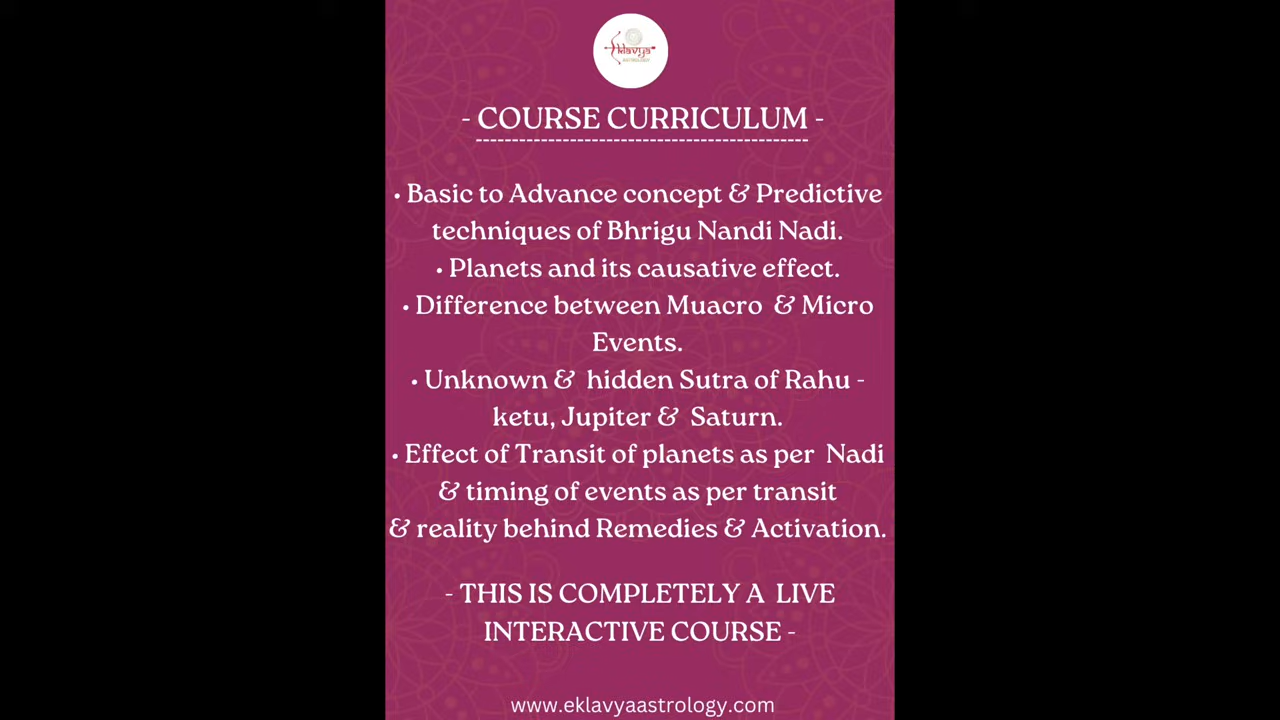 Eklavya
ASTROLOGY
- COURSE CURRICULUM -
• Basic to Advance concept & Predictive
techniques of Bhrigu Nandi Nadi.
• Planets and its causative effect.
• Difference between Muacro & Micro
Events.
• Unknown & hidden Sutra of Rahu -
ketu, Jupiter & Saturn.
• Effect of Transit of planets as per Nadi
& timing of events as per transit
& reality behind Remedies & Activation.
- THIS IS COMPLETELY A LIVE
INTERACTIVE COURSE -
www.eklavyaastrology.com